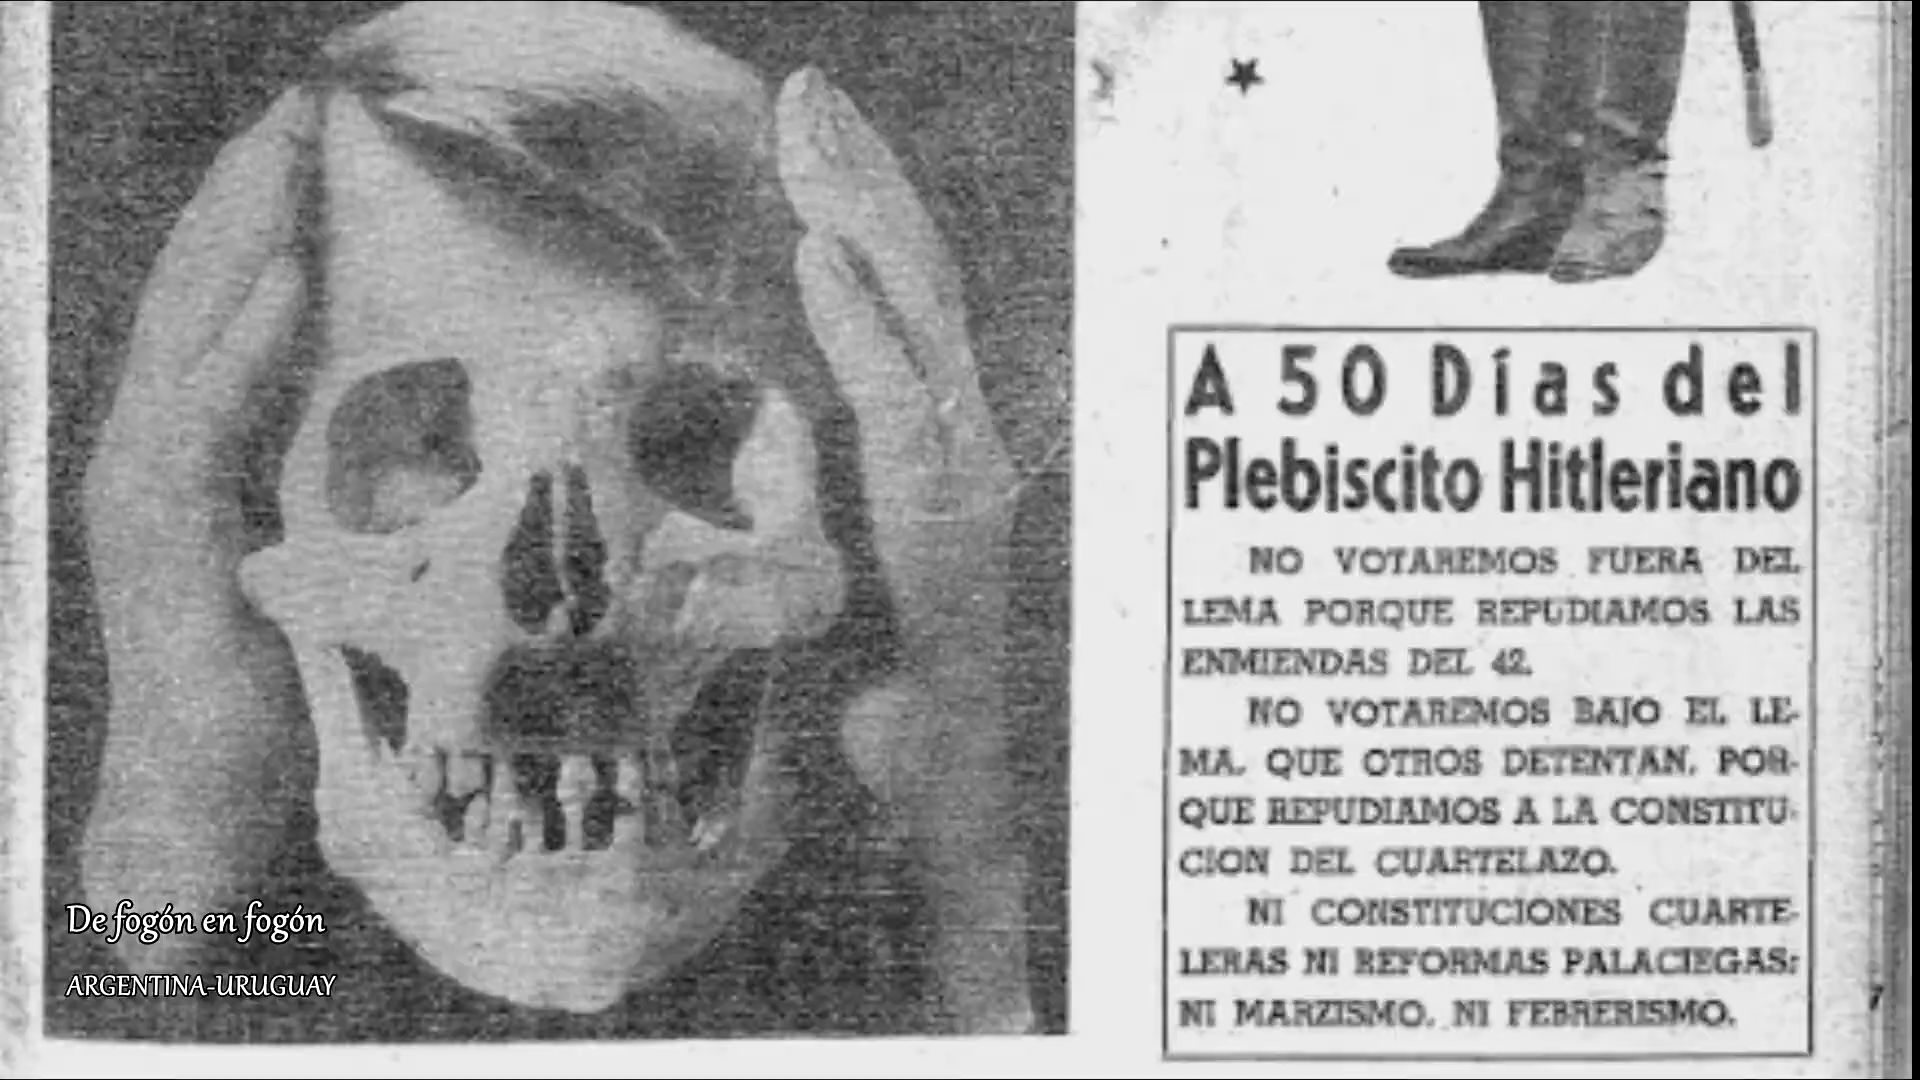 A 50 Días del
Plebiscito Hitleriano
NO VOTAREMOS FUERA DEL
LEMA PORQUE REPUDIAMOS LAS
ENMIENDAS DEL 42.
NO VOTAREMOS BAJO EL LE-
MA, QUE OTROS DETENTAN, POR-
QUE REPUDIAMOS A LA CONSTITU-
CION DEL CUARTELAZO.
NI CONSTITUCIONES CUARTE-
LERAS NI REFORMAS PALACIEGAS:
NI MARZISMO, NI FEBRERISMO.
De fogón en fogón
ARGENTINA-URUGUAY